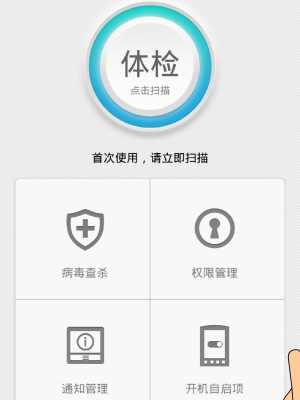 体检
点击扫描
首次使用，请立即扫描
病毒查杀
权限管理
通知管理
开机自启项